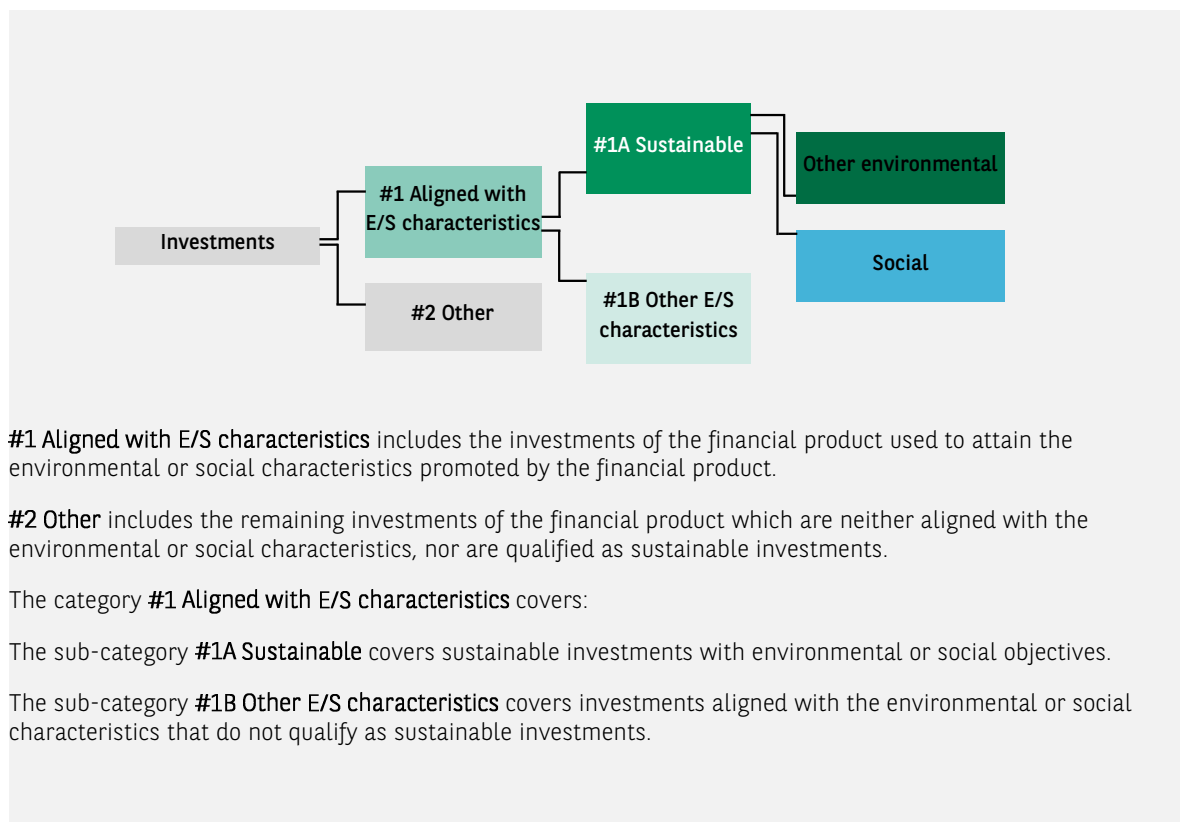 #1A Sustainable
Other environmental
#1 Aligned with
E/S characteristics
Investments
Social
#2 Other
#1B Other E/S
characteristics
#1 Aligned with E/S characteristics includes the investments of the financial product used to attain the
environmental or social characteristics promoted by the financial product.
#2 Other includes the remaining investments of the financial product which are neither aligned with the
environmental or social characteristics, nor are qualified as sustainable investments.
The category #1 Aligned with E/S characteristics covers:
The sub-category #1A Sustainable covers sustainable investments with environmental or social objectives.
The sub-category #1B Other E/S characteristics covers investments aligned with the environmental or social
characteristics that do not qualify as sustainable investments.